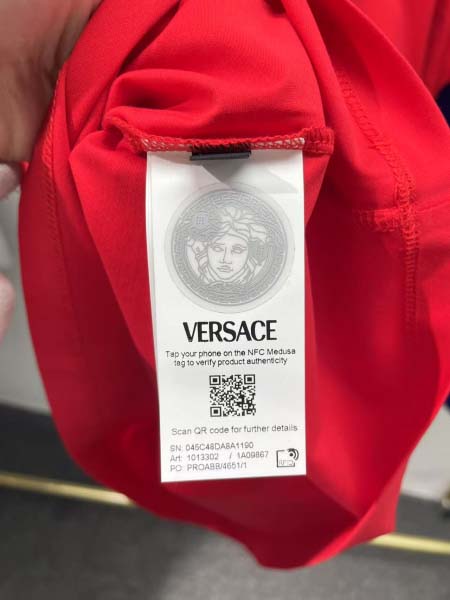 VERSACE
Tap your phone on the NFC Medusa
tag to verify product authenticity
Scan QR code for further details
SN: 045C48DA8A1190
Art: 1013302 / 1A09867
PO: PROABB/4651/1